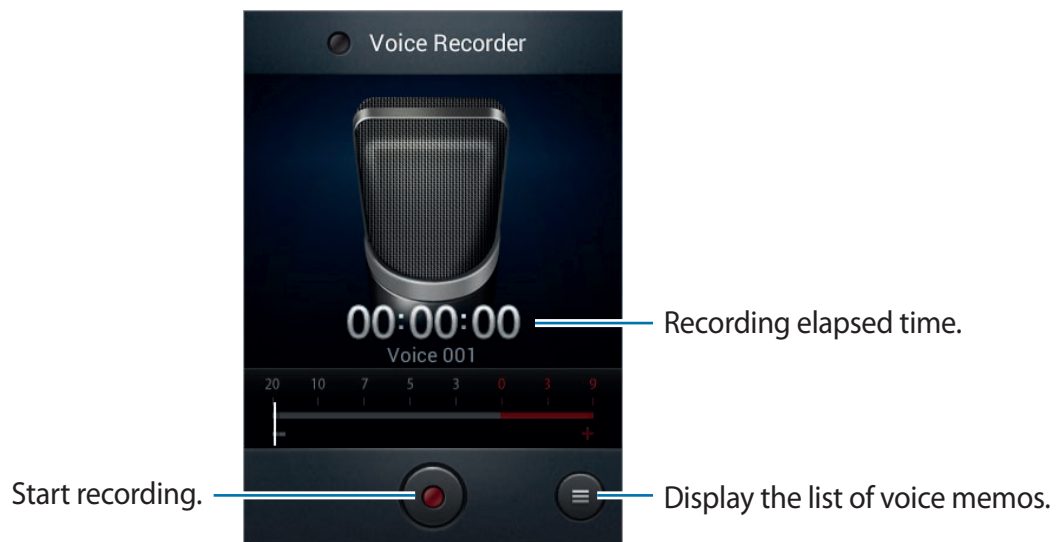 Voice Recorder
00:00:00
Recording elapsed time.
Voice 001
20 10 7 5 3 0 3 9
- +
Start recording.
Display the list of voice memos.